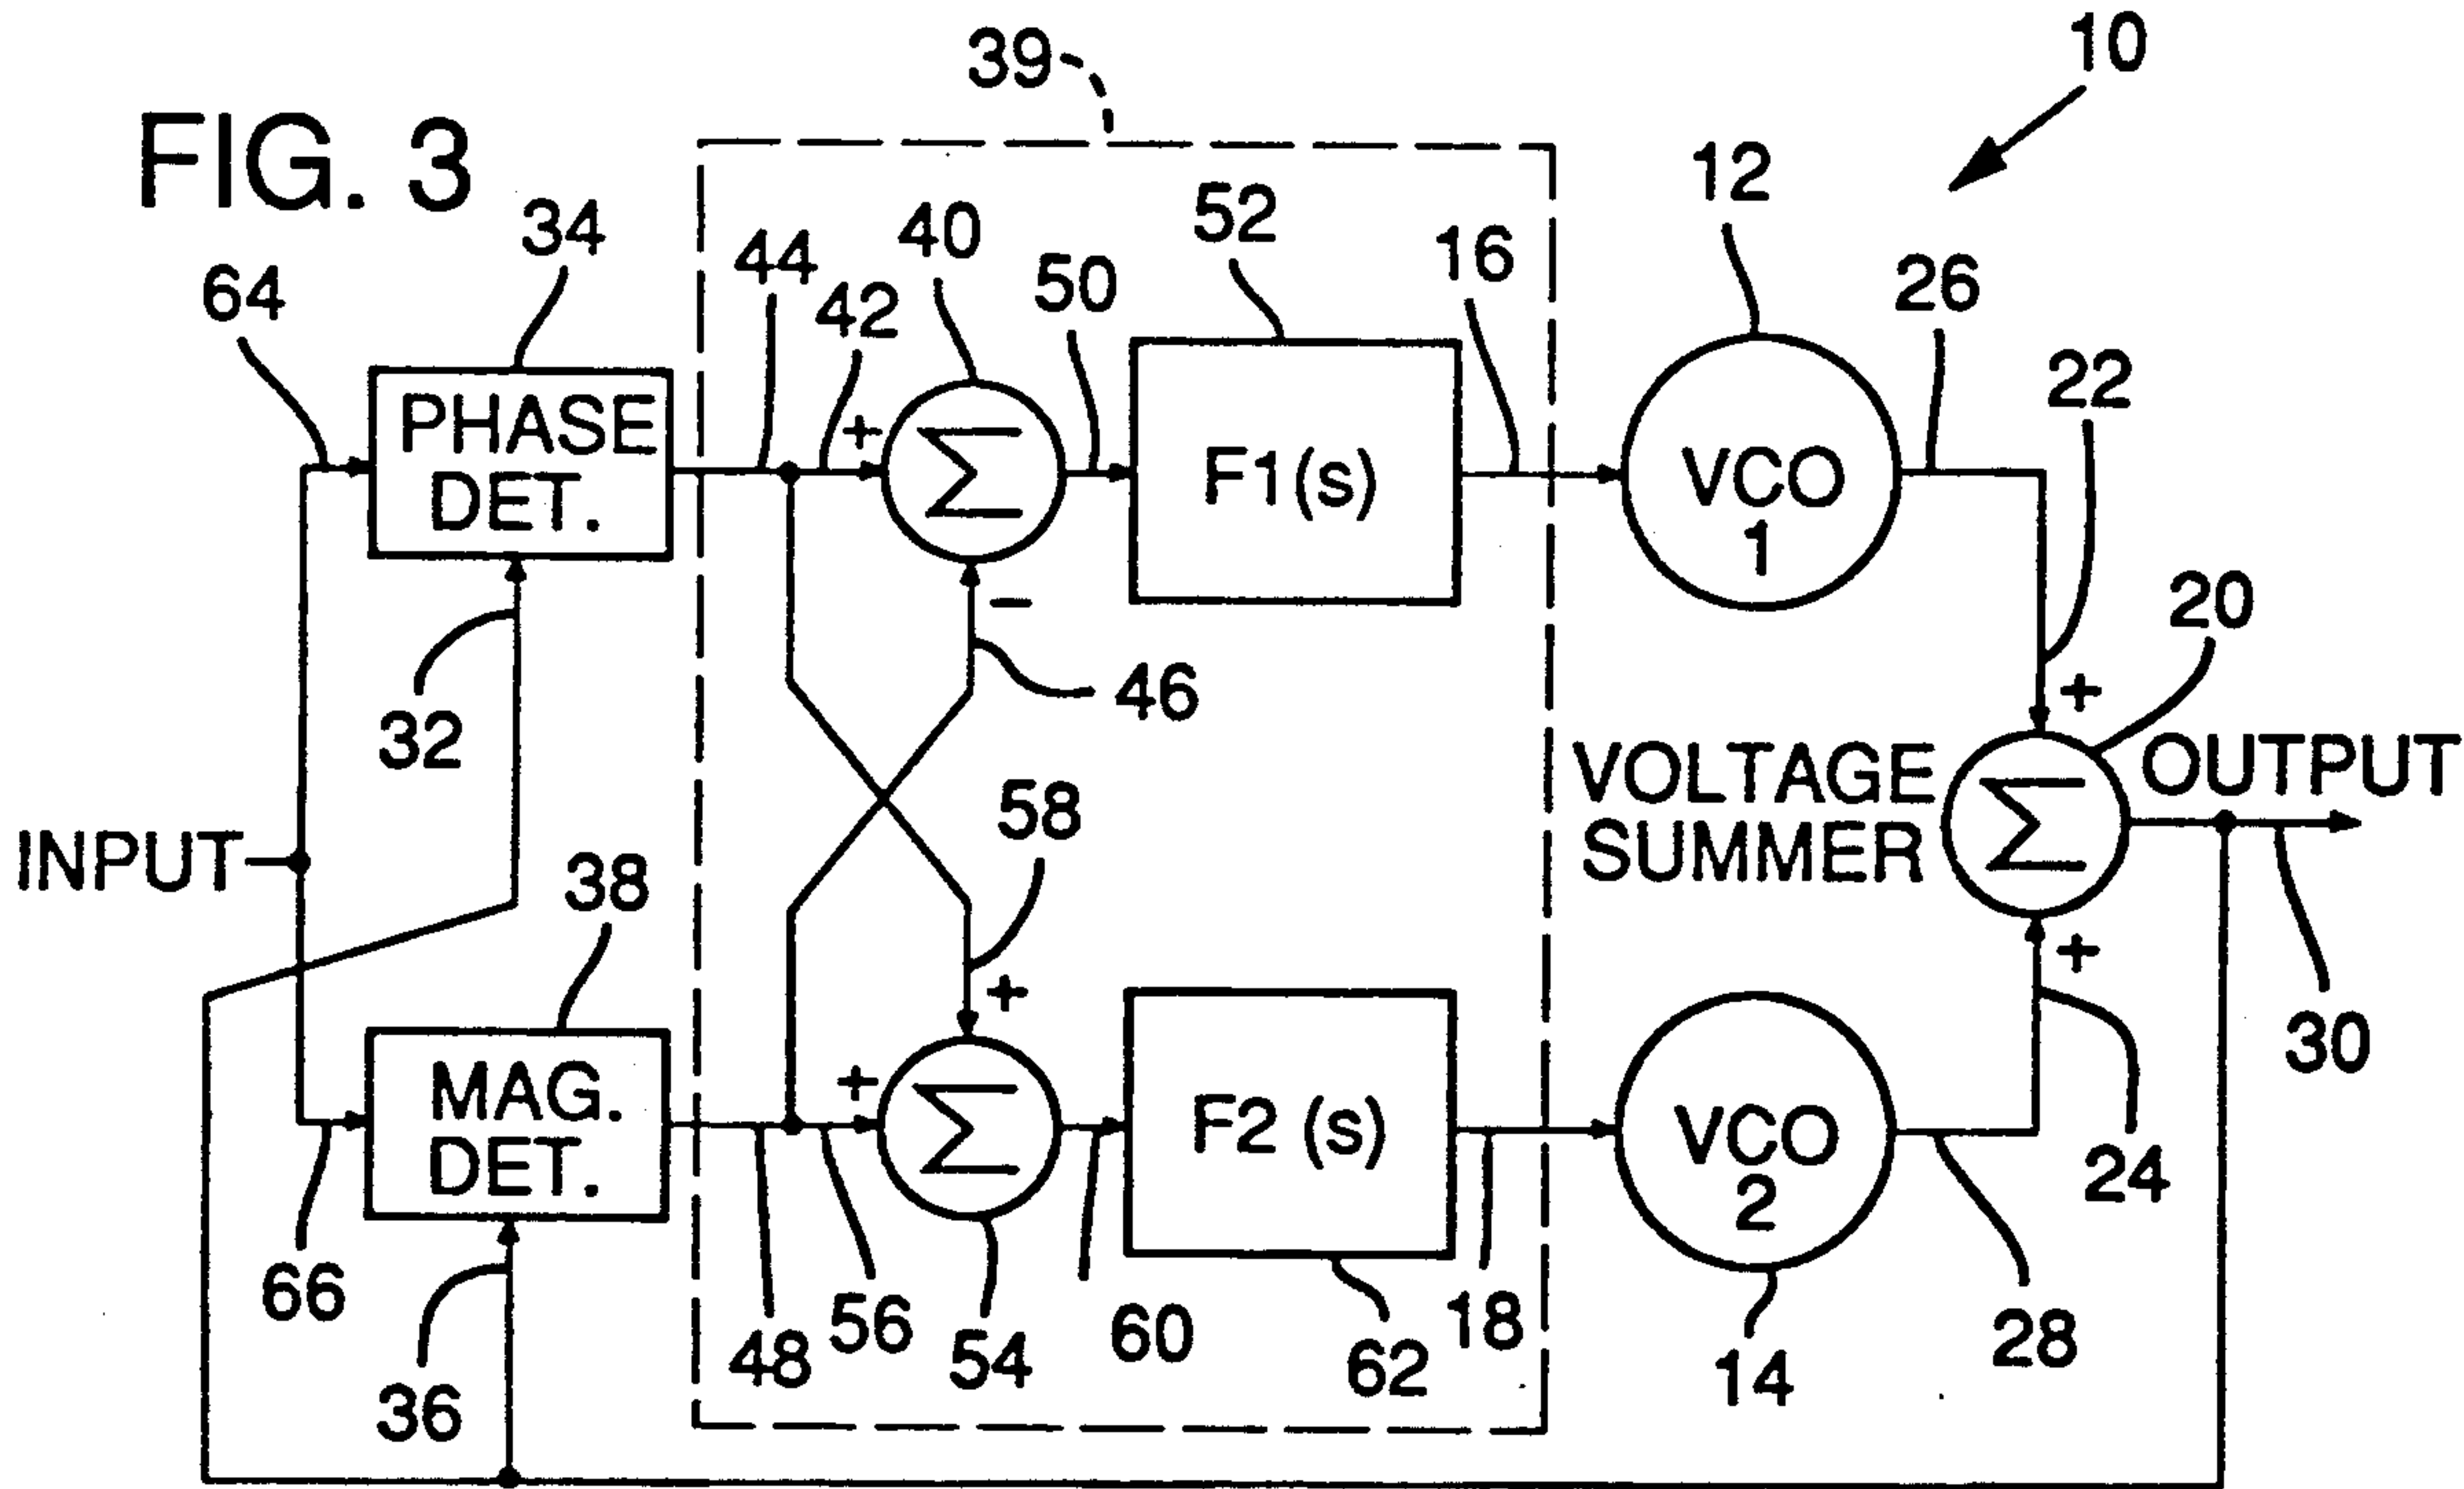 FIG. 3
39
10
12
34
44
40
52
16
26
64
42
50
22
+
PHASE
DET.
Σ
F1(s)
VCO
1
20
−
46
32
+
VOLTAGE
SUMMER
Σ
OUTPUT
58
INPUT
38
+
+
30
+
MAG.
DET.
Σ
F2 (s)
VCO
2
24
66
36
48
56
54
60
62
18
14
28